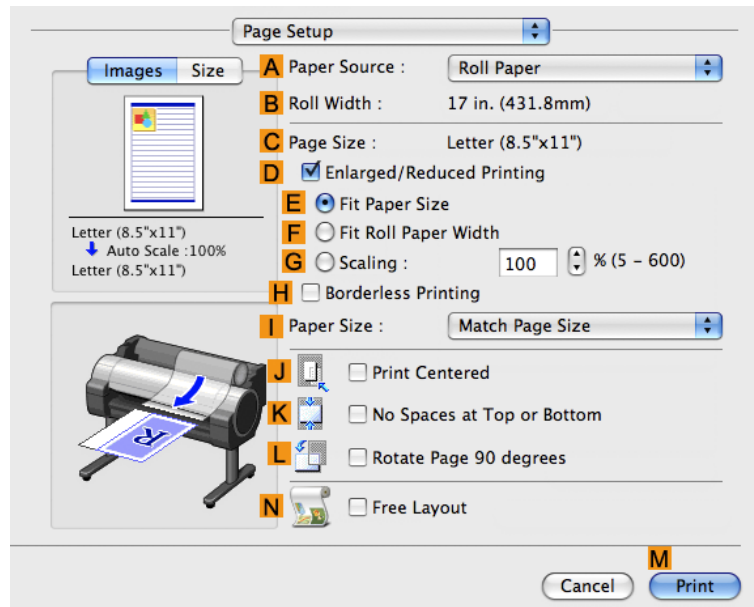 Page Setup
Images Size
A Paper Source : Roll Paper
B Roll Width : 17 in. (431.8mm)
C Page Size : Letter (8.5"x11")
D Enlarged/Reduced Printing
E Fit Paper Size
F Fit Roll Paper Width
G Scaling : 100 % (5 - 600)
H Borderless Printing
Letter (8.5"x11")
Auto Scale :100%
Letter (8.5"x11")
I Paper Size : Match Page Size
J Print Centered
K No Spaces at Top or Bottom
L Rotate Page 90 degrees
N Free Layout
R
M
Cancel Print